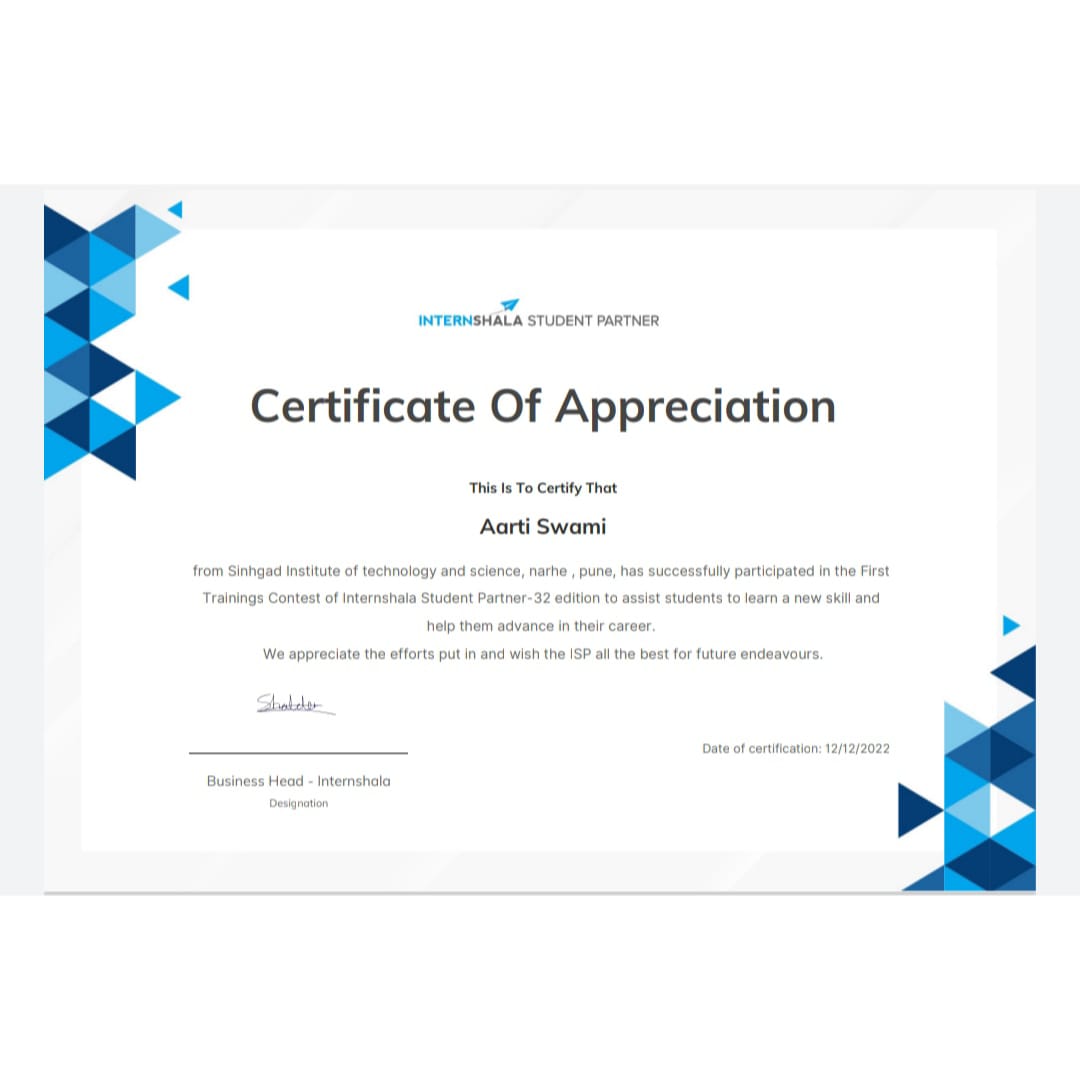 INTERNSHALA STUDENT PARTNER
Certificate Of Appreciation
This Is To Certify That
Aarti Swami
from Sinhgad Institute of technology and science, narhe , pune, has successfully participated in the First
Trainings Contest of Internshala Student Partner-32 edition to assist students to learn a new skill and
help them advance in their career.
We appreciate the efforts put in and wish the ISP all the best for future endeavours.
Date of certification: 12/12/2022
Business Head - Internshala
Designation